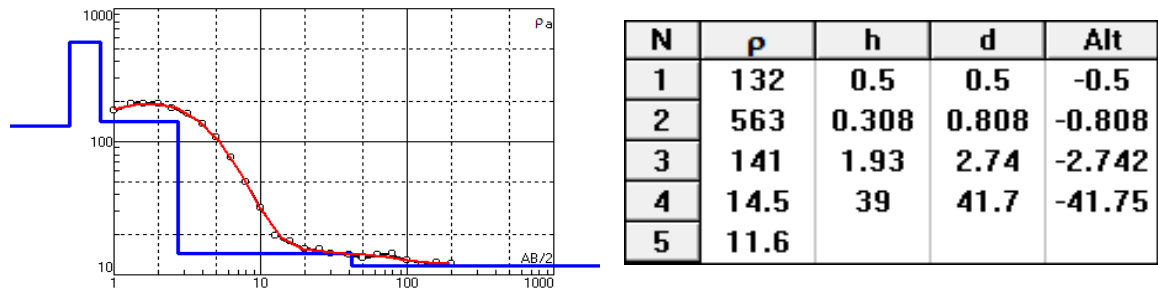 1000
ρa
100
10
AB/2
1 10 100 1000
N ρ h d Alt
1 132 0.5 0.5 -0.5
2 563 0.308 0.808 -0.808
3 141 1.93 2.74 -2.742
4 14.5 39 41.7 -41.75
5 11.6